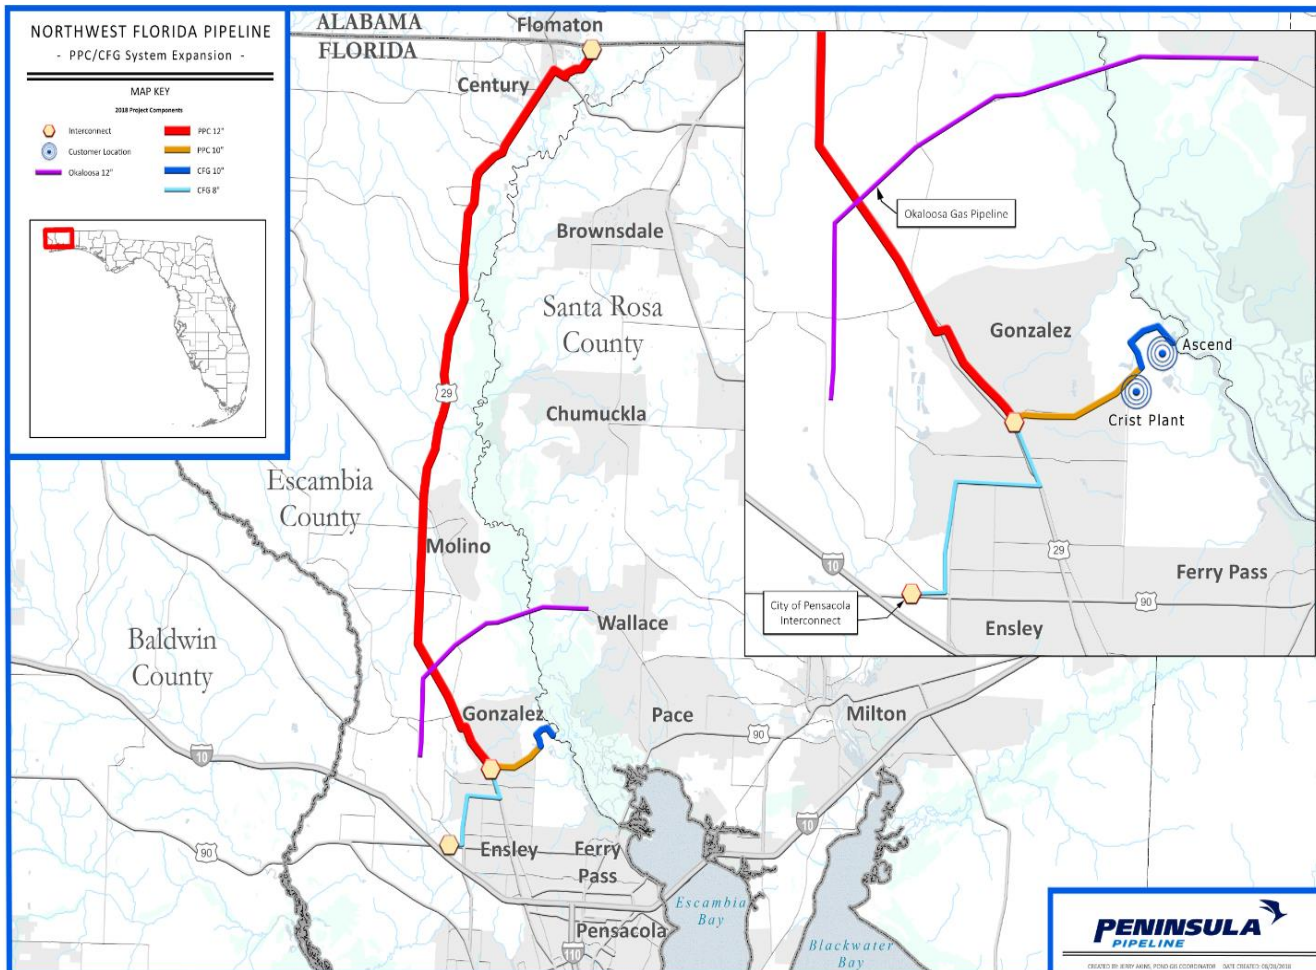 NORTHWEST FLORIDA PIPELINE
- PPC/CFG System Expansion -
MAP KEY
2018 Project Components
Interconnect
Customer Location
Okaloosa 12"
PPC 12"
PPC 10"
CFG 10"
CFG 8"
ALABAMA
FLORIDA
Flomaton
Century
Brownsdale
Santa Rosa
County
29
Chumuckla
Escambia
County
Molino
Wallace
Baldwin
County
Gonzalez
Pace
Milton
90
10
10
90
Ensley
Ferry
Pass
Pensacola
110
Escambia
Bay
Blackwater
Bay
Okaloosa Gas Pipeline
Gonzalez
Ascend
Crist Plant
29
10
Ferry Pass
90
City of Pensacola
Interconnect
Ensley
PENINSULA
PIPELINE